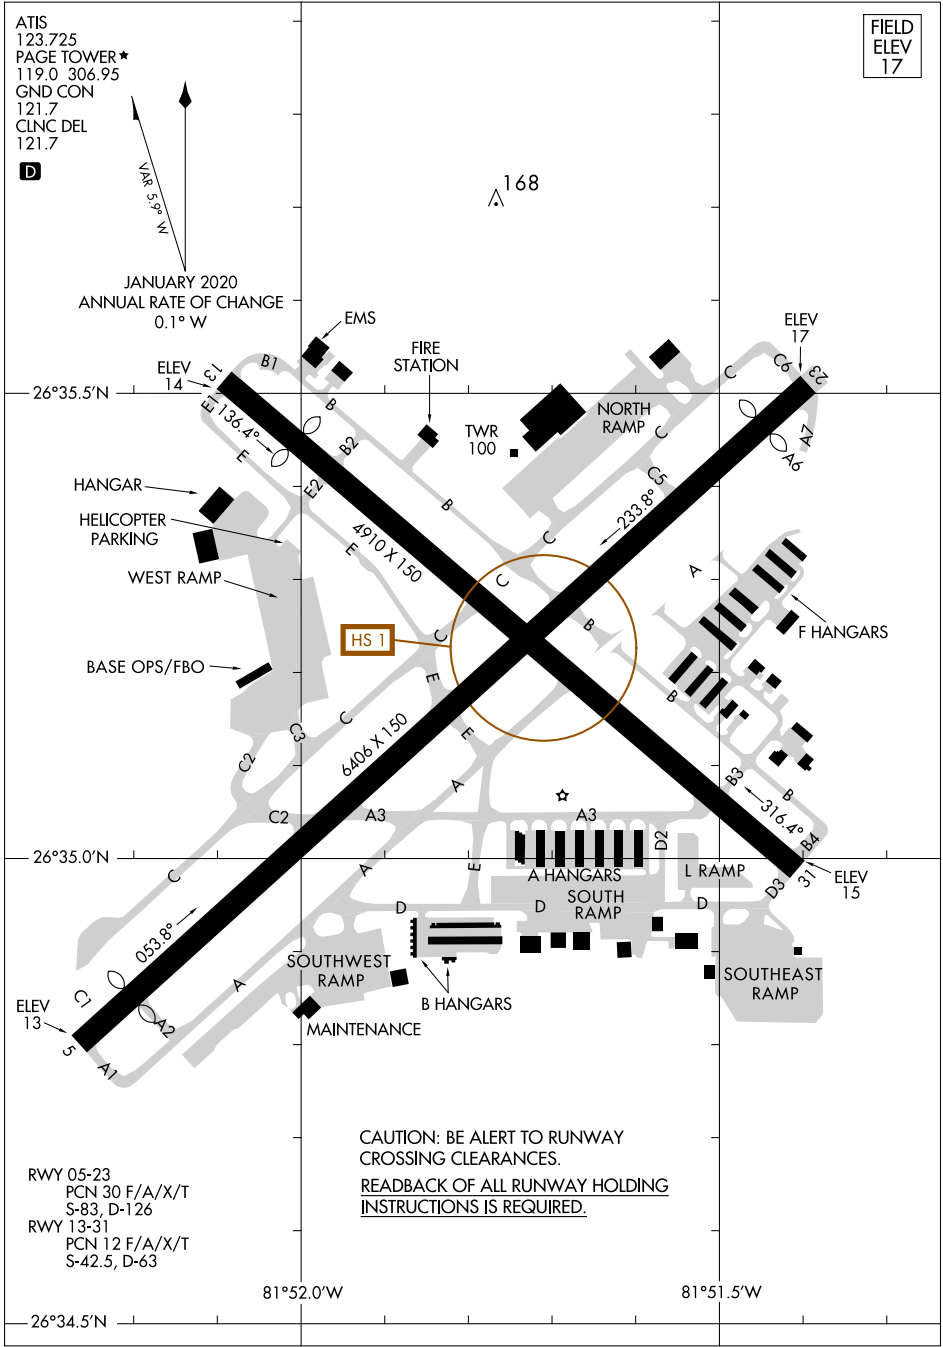 ATIS
123.725
PAGE TOWER★
119.0 306.95
GND CON
121.7
CLNC DEL
121.7
D
FIELD
ELEV
17
VAR 5.9° W
168
JANUARY 2020
ANNUAL RATE OF CHANGE
0.1° W
EMS
FIRE
STATION
ELEV
17
ELEV
14
13
B1
C
C6
23
26°35.5'N
E1
136.4°
B
NORTH
RAMP
TWR
100
C
A7
A6
E
B2
C5
HANGAR
E2
B
233.8°
HELICOPTER
PARKING
4910 X 150
E
C
WEST RAMP
C
A
HS 1
C
B
F HANGARS
BASE OPS/FBO
E
B
C
C3
6406 X 150
E
C2
A
B3
B
C2
A3
A3
316.4°
D2
B4
26°35.0'N
A
E
A HANGARS
L RAMP
31
ELEV
15
C
SOUTH
RAMP
D3
D
D
D
053.8°
SOUTHWEST
RAMP
SOUTHEAST
RAMP
A
C1
B HANGARS
ELEV
13
A2
MAINTENANCE
5
A1
CAUTION: BE ALERT TO RUNWAY
CROSSING CLEARANCES.
READBACK OF ALL RUNWAY HOLDING
INSTRUCTIONS IS REQUIRED.
RWY 05-23
PCN 30 F/A/X/T
S-83, D-126
RWY 13-31
PCN 12 F/A/X/T
S-42.5, D-63
81°52.0'W
81°51.5'W
26°34.5'N